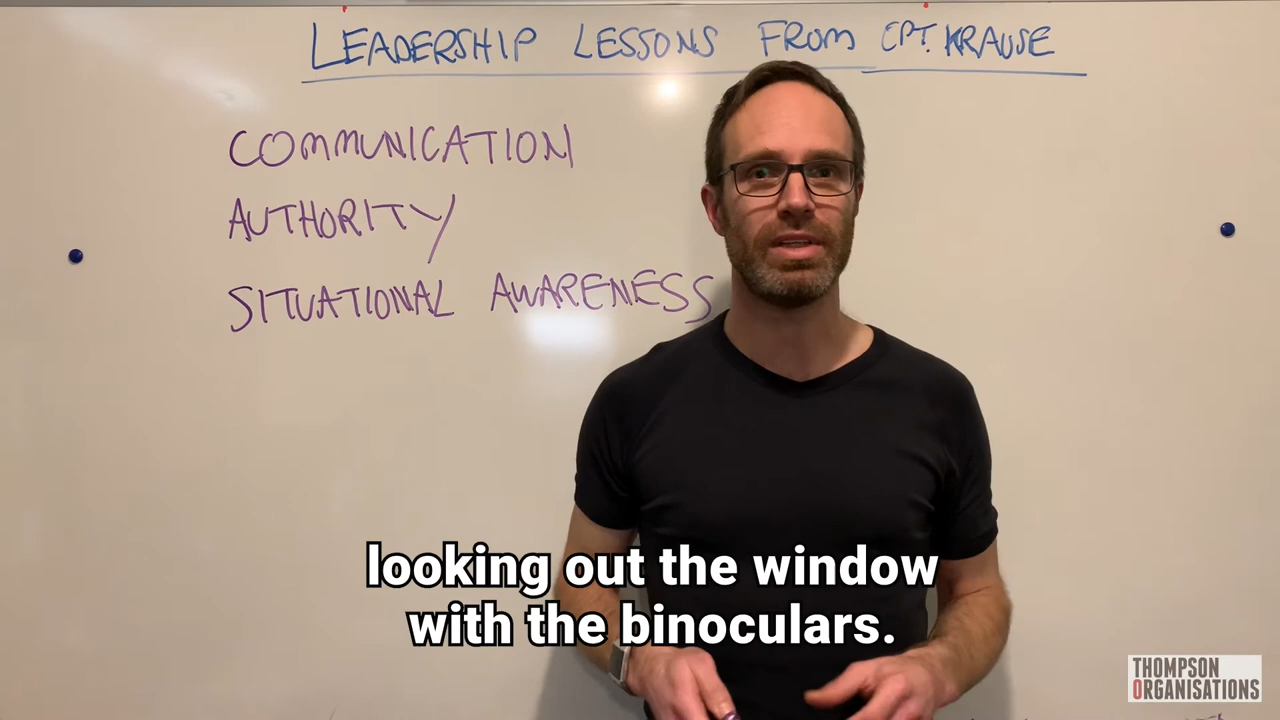 LEADERSHIP LESSONS FROM CPT. KRAUSE
COMMUNICATION
AUTHORITY
SITUATIONAL AWARENESS
looking out the window
with the binoculars.
THOMPSON
ORGANISATIONS